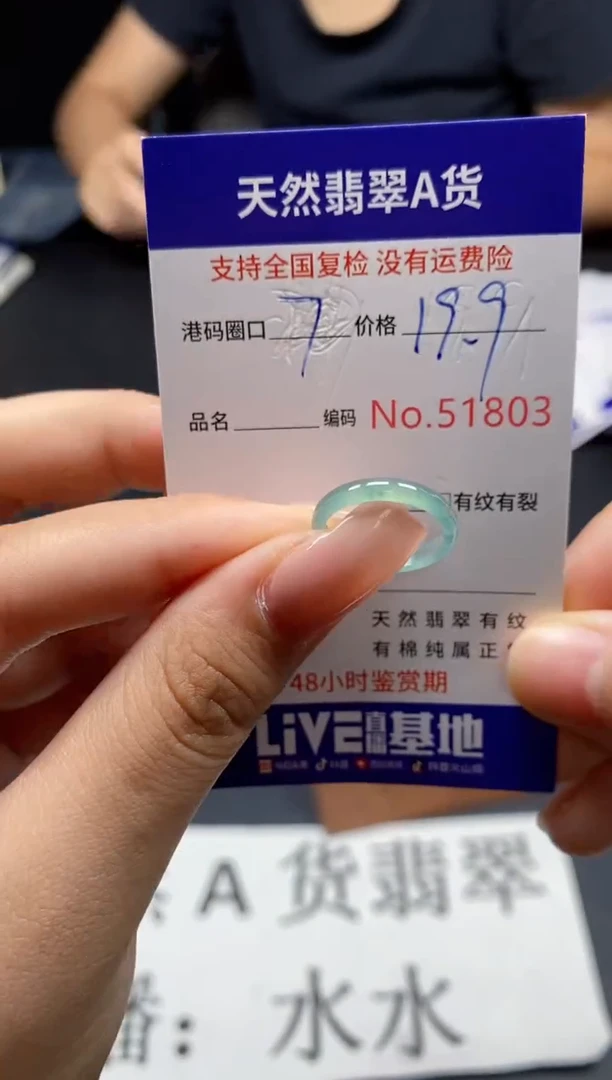 天然翡翠A货
支持全国复检 没有运费险
港码圈口 7 价格 19.9
品名 编码 No.51803
有纹有裂
天然翡翠有纹
有棉纯属正
48小时鉴赏期
LiVE直播基地
A货翡翠
播：水水